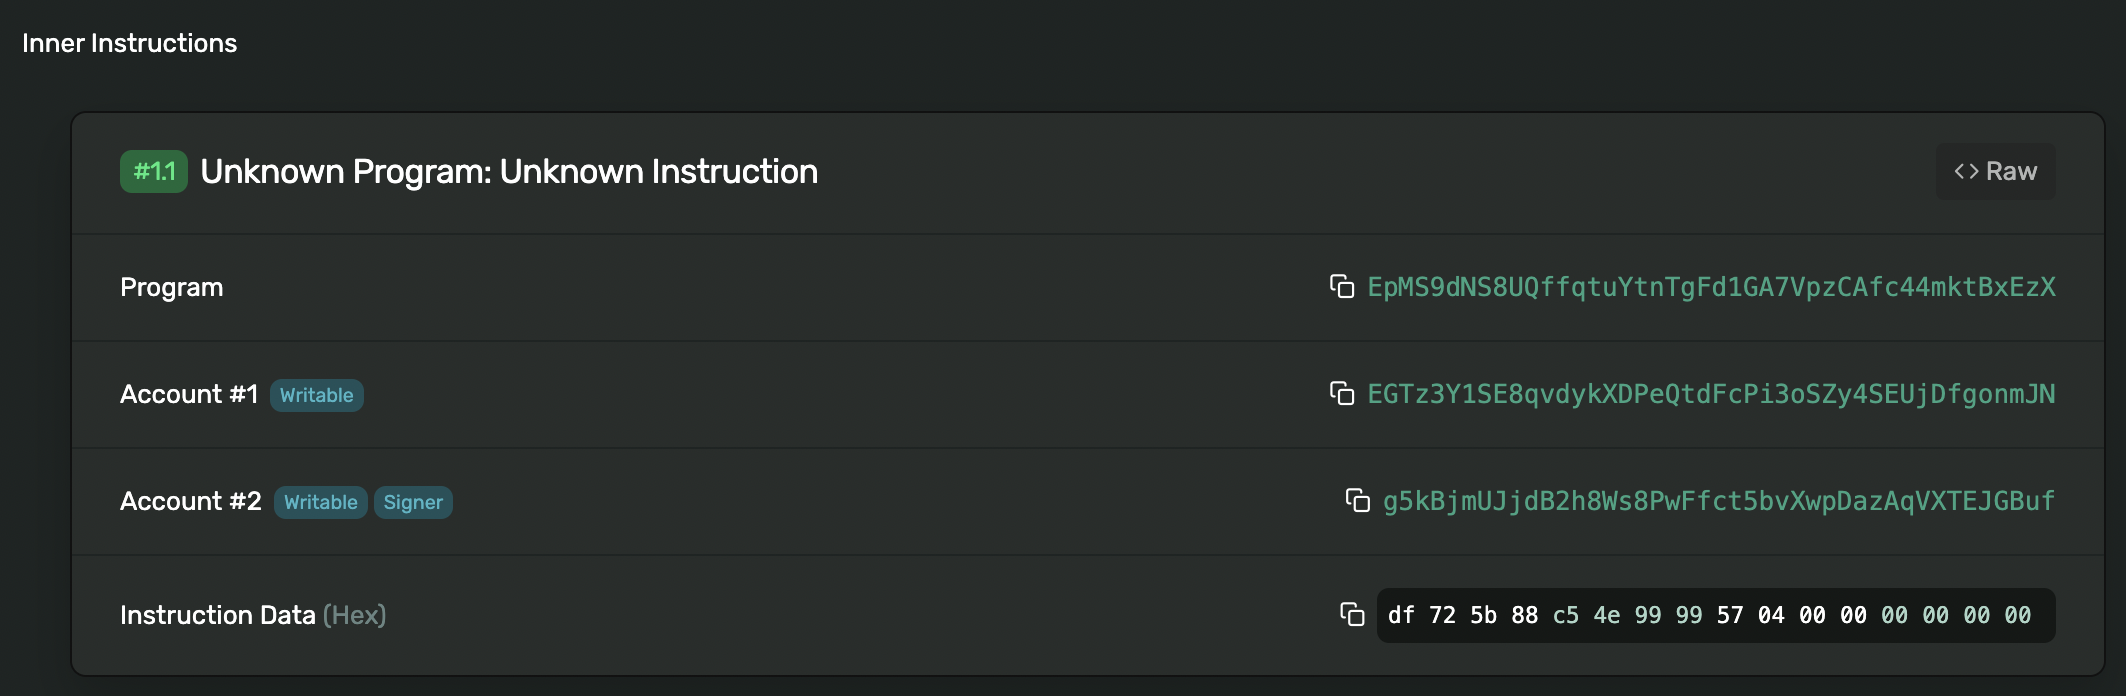 Inner Instructions
#1.1 Unknown Program: Unknown Instruction
<> Raw
Program
EpMS9dNS8UQffqtuYtnTgFd1GA7VpzCAfc44mktBxEzX
Account #1 Writable
EGTz3Y1SE8qvdykXDPeQtdFcPi3oSZy4SEUjDfgonmJN
Account #2 Writable Signer
g5kBjmUJjdB2h8Ws8PwFfct5bvXwpDazAqVXTEJGBuf
Instruction Data (Hex)
df 72 5b 88 c5 4e 99 99 57 04 00 00 00 00 00 00